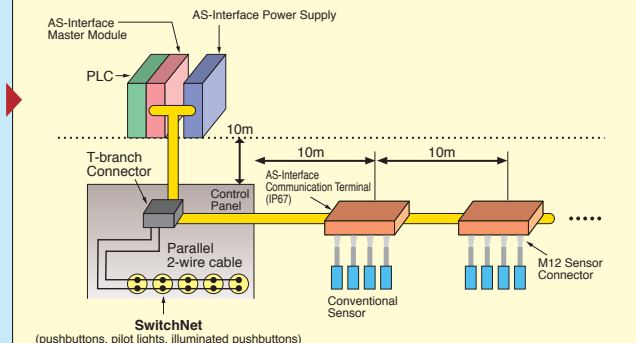 AS-Interface
Master Module
AS-Interface Power Supply
PLC
10m
T-branch
Connector
10m
10m
AS-Interface
Communication Terminal
(IP67)
Control
Panel
Parallel
2-wire cable
M12 Sensor
Connector
Conventional
Sensor
SwitchNet
(pushbuttons, pilot lights, illuminated pushbuttons)